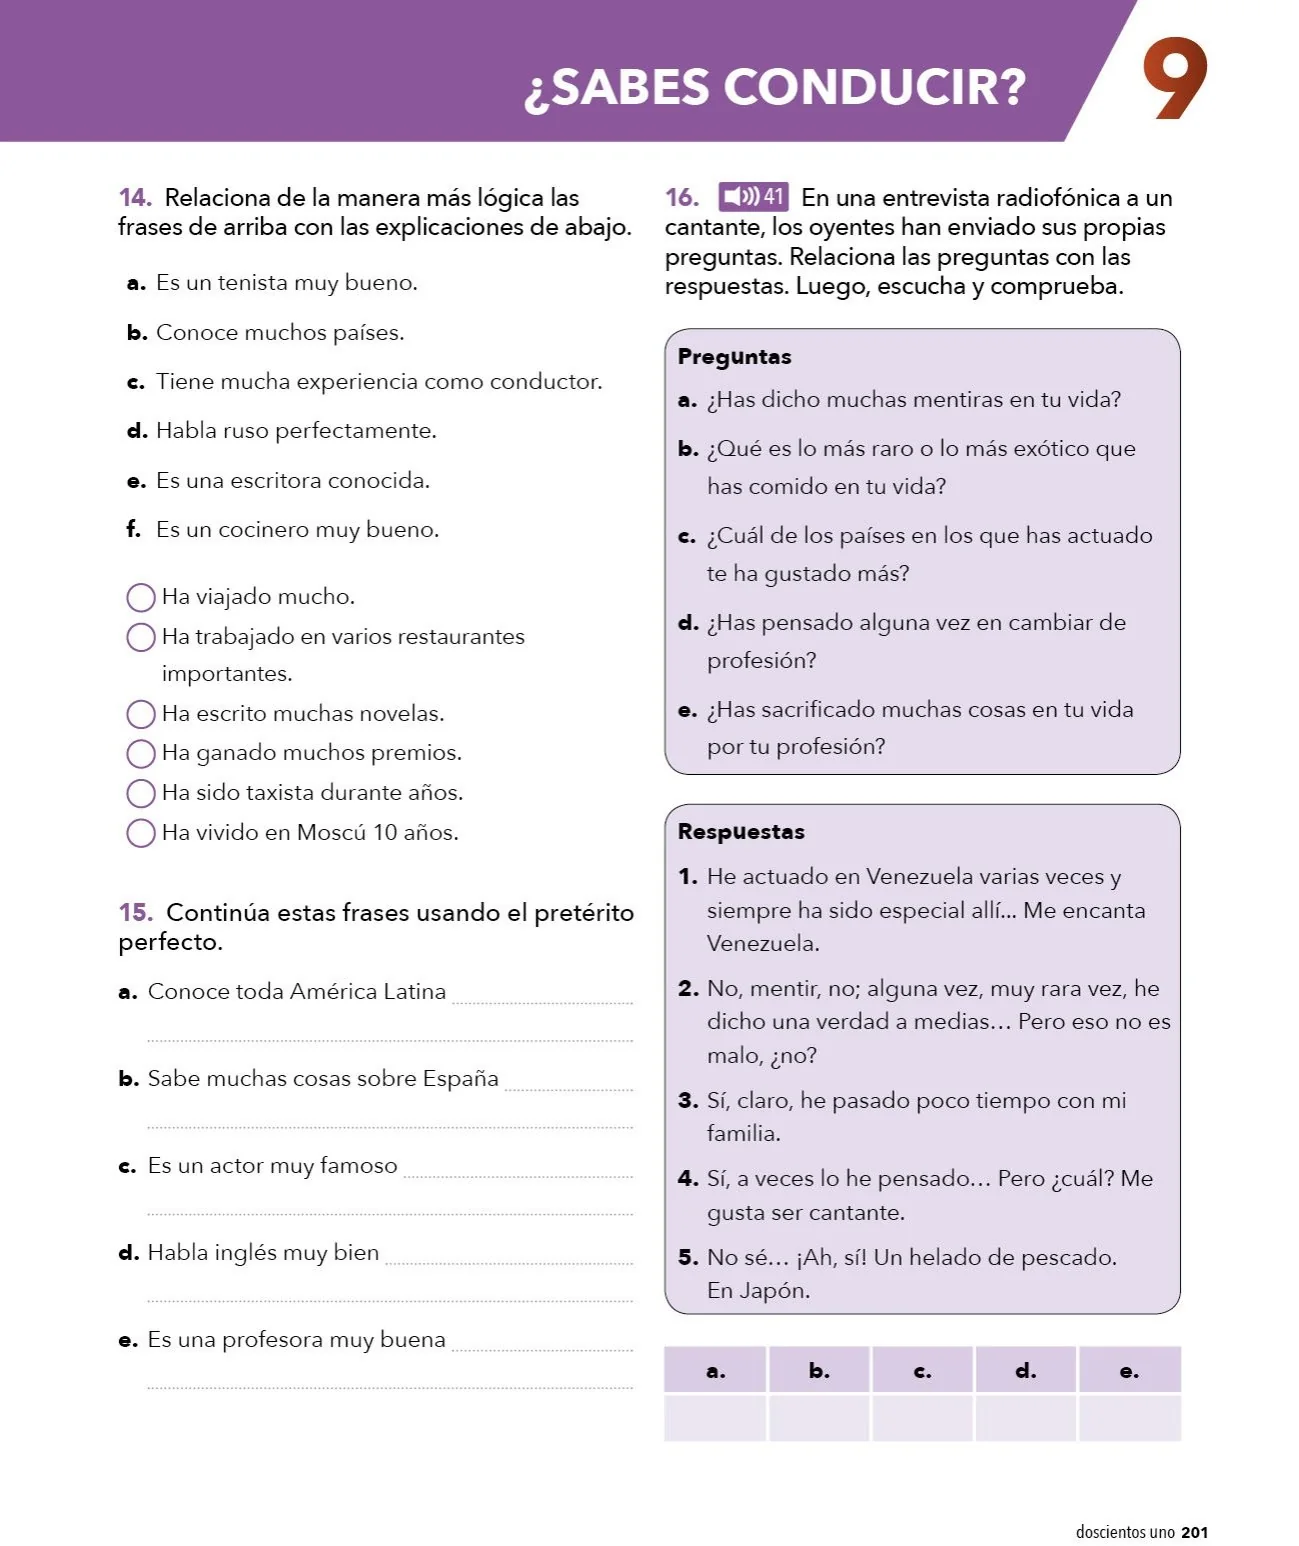 ¿SABES CONDUCIR?
9
14. Relaciona de la manera más lógica las
frases de arriba con las explicaciones de abajo.
a. Es un tenista muy bueno.
b. Conoce muchos países.
c. Tiene mucha experiencia como conductor.
d. Habla ruso perfectamente.
e. Es una escritora conocida.
f. Es un cocinero muy bueno.
Ha viajado mucho.
Ha trabajado en varios restaurantes
importantes.
Ha escrito muchas novelas.
Ha ganado muchos premios.
Ha sido taxista durante años.
Ha vivido en Moscú 10 años.
15. Continúa estas frases usando el pretérito
perfecto.
a. Conoce toda América Latina
b. Sabe muchas cosas sobre España
c. Es un actor muy famoso
d. Habla inglés muy bien
e. Es una profesora muy buena
16. 41 En una entrevista radiofónica a un
cantante, los oyentes han enviado sus propias
preguntas. Relaciona las preguntas con las
respuestas. Luego, escucha y comprueba.
Preguntas
a. ¿Has dicho muchas mentiras en tu vida?
b. ¿Qué es lo más raro o lo más exótico que
has comido en tu vida?
c. ¿Cuál de los países en los que has actuado
te ha gustado más?
d. ¿Has pensado alguna vez en cambiar de
profesión?
e. ¿Has sacrificado muchas cosas en tu vida
por tu profesión?
Respuestas
1. He actuado en Venezuela varias veces y
siempre ha sido especial allí... Me encanta
Venezuela.
2. No, mentir, no; alguna vez, muy rara vez, he
dicho una verdad a medias... Pero eso no es
malo, ¿no?
3. Sí, claro, he pasado poco tiempo con mi
familia.
4. Sí, a veces lo he pensado... Pero ¿cuál? Me
gusta ser cantante.
5. No sé... ¡Ah, sí! Un helado de pescado.
En Japón.
a. b. c. d. e.
doscientos uno 201